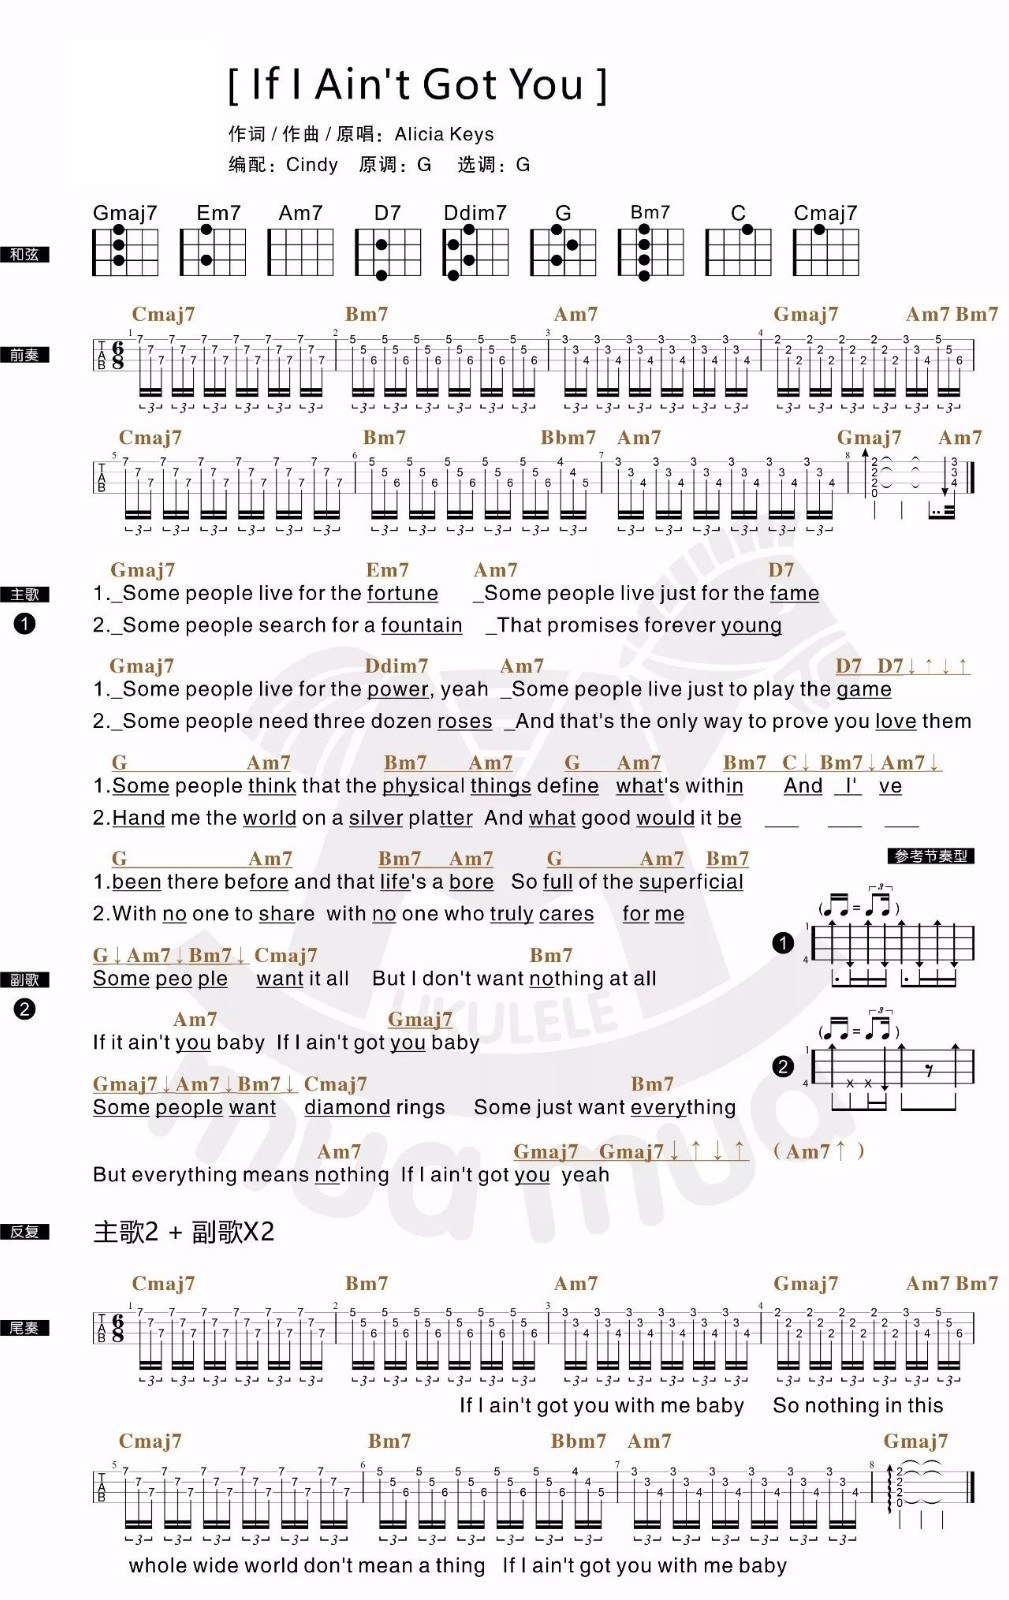 [ If I Ain't Got You ]
作词 / 作曲 / 原唱：Alicia Keys
编配：Cindy 原调：G 选调：G
Gmaj7 Em7 Am7 D7 Ddim7 G Bm7 C Cmaj7
和弦
Cmaj7 Bm7 Am7 Gmaj7 Am7 Bm7
前奏
Cmaj7 Bm7 Bbm7 Am7 Gmaj7 Am7
Gmaj7 Em7 Am7 D7
主歌 1._Some people live for the fortune _Some people live just for the fame
❶ 2._Some people search for a fountain _That promises forever young
Gmaj7 Ddim7 Am7 D7 D7↓↑↓↑
1._Some people live for the power, yeah _Some people live just to play the game
2._Some people need three dozen roses _And that's the only way to prove you love them
G Am7 Bm7 Am7 G Am7 Bm7 C↓ Bm7↓Am7↓
1.Some people think that the physical things define what's within And I' ve
2.Hand me the world on a silver platter And what good would it be ___ ___ ___
G Am7 Bm7 Am7 G Am7 Bm7 参考节奏型
1.been there before and that life's a bore So full of the superficial
2.With no one to share with no one who truly cares for me
❶
G↓Am7↓Bm7↓ Cmaj7 Bm7
副歌 Some peo ple want it all But I don't want nothing at all
❷
UKULELE
Am7 Gmaj7
If it ain't you baby If I ain't got you baby
❷
Gmaj7↓Am7↓Bm7↓ Cmaj7 Bm7
Some people want diamond rings Some just want everything
mua mua
Am7 Gmaj7 Gmaj7↓↑↓↑ ( Am7↑ )
But everything means nothing If I ain't got you yeah
反复 主歌2 + 副歌X2
Cmaj7 Bm7 Am7 Gmaj7 Am7 Bm7
尾奏
If I ain't got you with me baby So nothing in this
Cmaj7 Bm7 Bbm7 Am7 Gmaj7
whole wide world don't mean a thing If I ain't got you with me baby